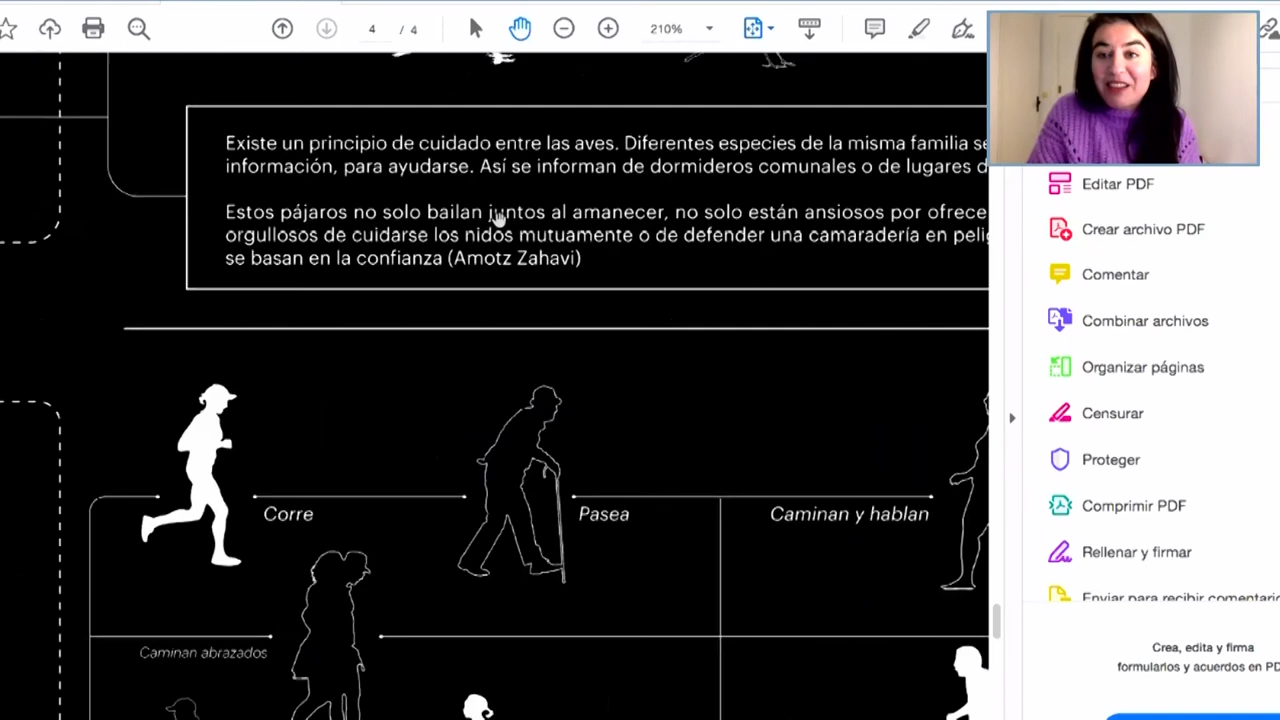 4 / 4
210%
Existe un principio de cuidado entre las aves. Diferentes especies de la misma familia
información, para ayudarse. Así se informan de dormideros comunales o de lugares
Estos pájaros no solo bailan juntos al amanecer, no solo están ansiosos por
orgullosos de cuidarse los nidos mutuamente o de defender una camaradería en
se basan en la confianza (Amotz Zahavi)
Corre
Pasea
Caminan y hablan
Caminan abrazados
Editar PDF
Crear archivo PDF
Comentar
Combinar archivos
Organizar páginas
Censurar
Proteger
Comprimir PDF
Rellenar y firmar
Enviar para recibir
Crea, edita y firma
formularios y acuerdos en